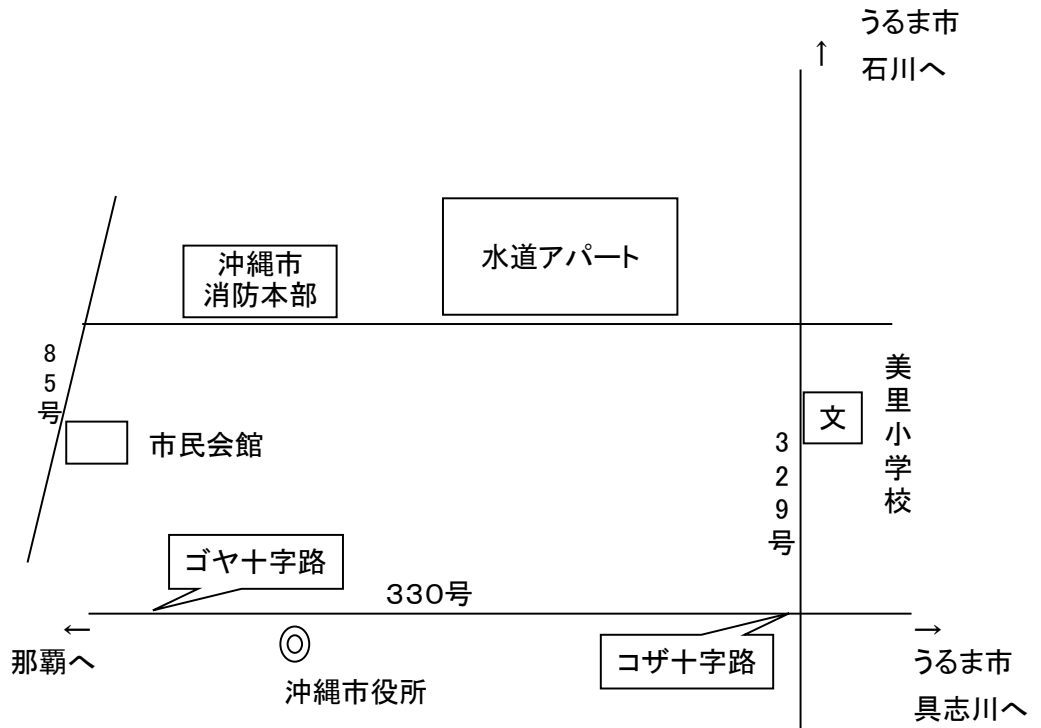 うるま市
↑
石川へ
水道アパート
沖縄市
消防本部
85号
美里小学校
文
市民会館
329号
ゴヤ十字路
330号
←
那覇へ
沖縄市役所
コザ十字路
→
うるま市
具志川へ